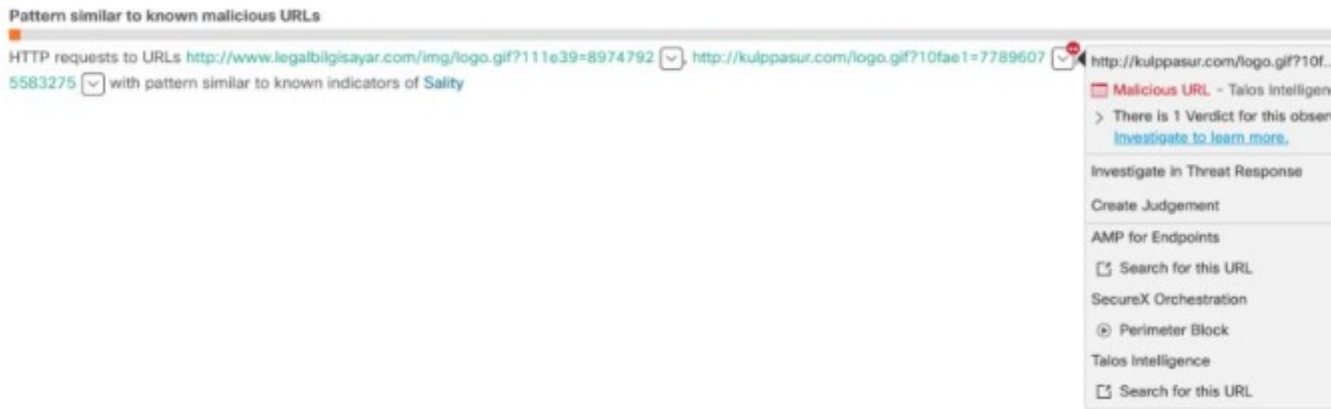 Pattern similar to known malicious URLs
HTTP requests to URLs http://www.legalbilgisayar.com/img/logo.gif?111e39=8974792 , http://kulppasur.com/logo.gif?10fae1=7789607
5583275 with pattern similar to known indicators of Sality
http://kulppasur.com/logo.gif?10f...
Malicious URL - Talos Intelligen
There is 1 Verdict for this obser
Investigate to learn more.
Investigate in Threat Response
Create Judgement
AMP for Endpoints
Search for this URL
SecureX Orchestration
Perimeter Block
Talos Intelligence
Search for this URL